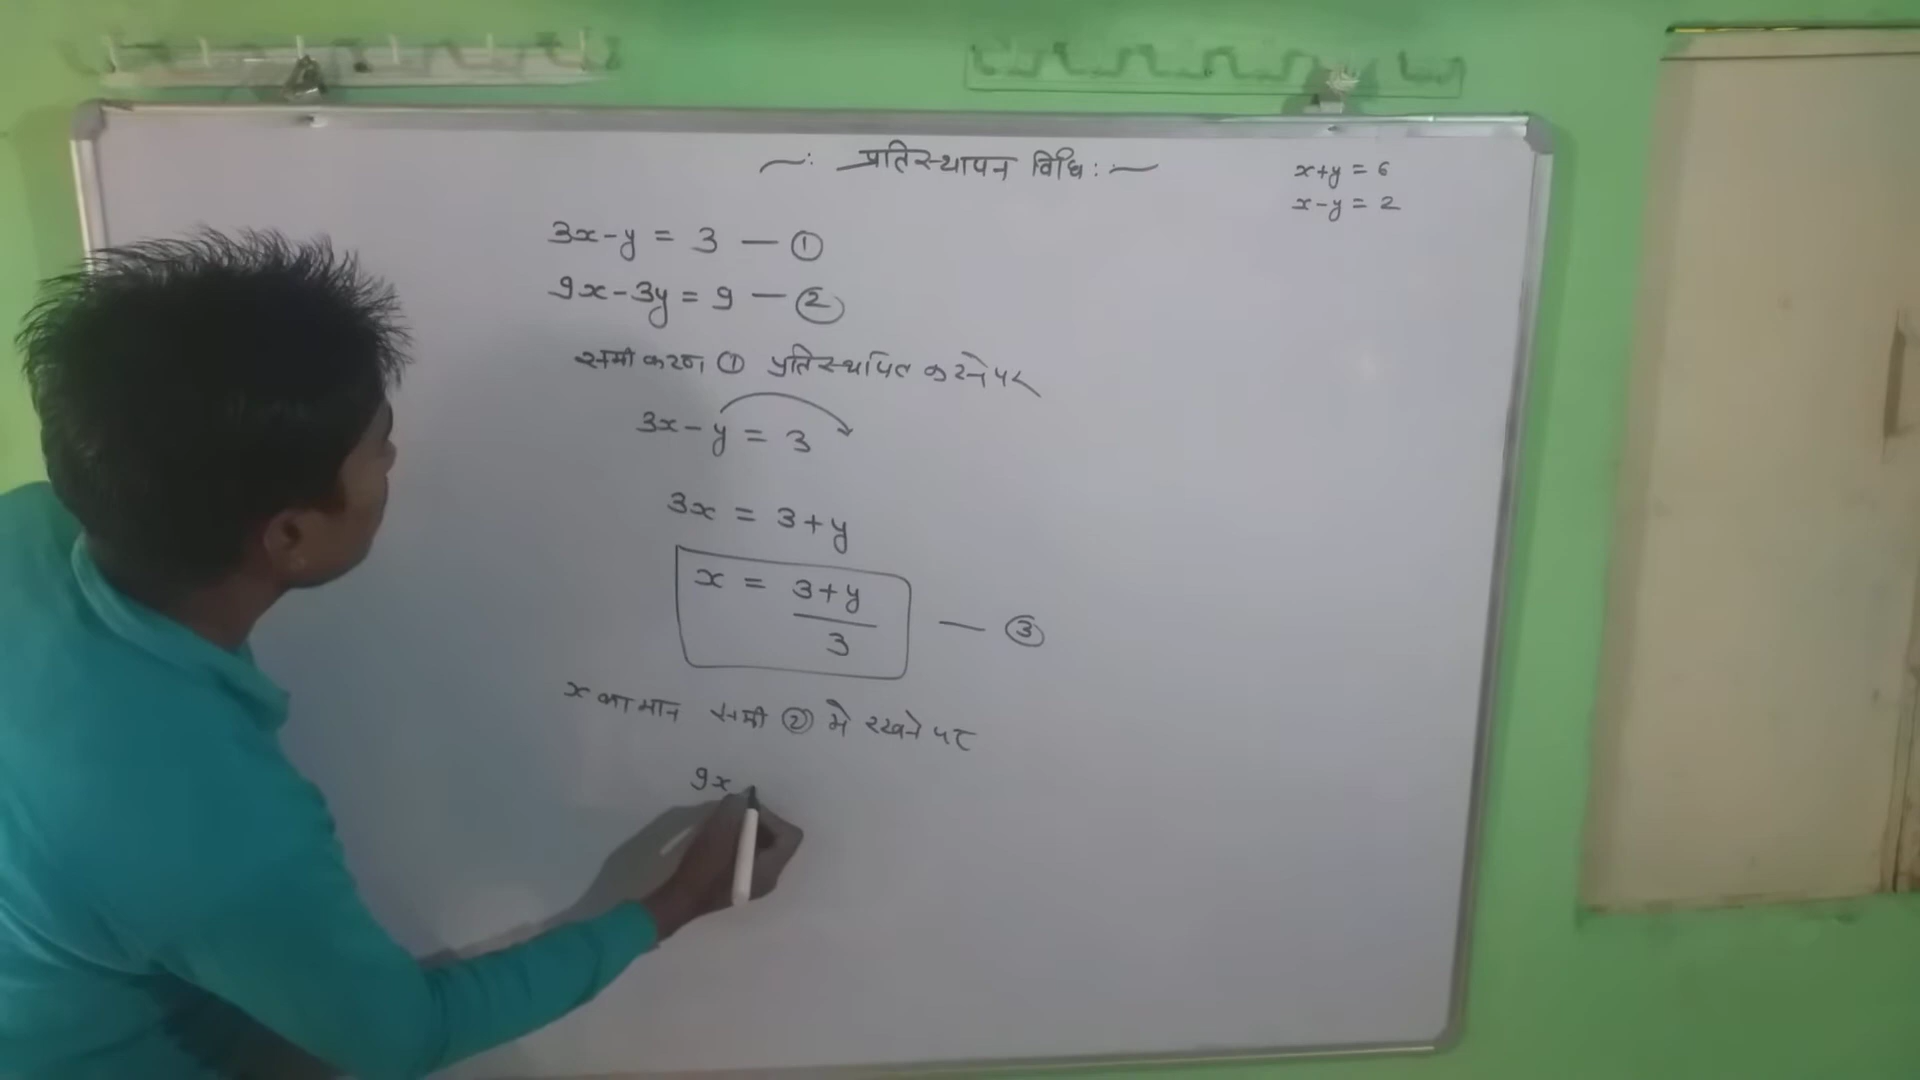 ~: प्रतिस्थापन विधि :~
x+y = 6
x-y = 2
3x-y = 3 — ①
9x-3y = 9 — ②
समीकरण ① प्रतिस्थापित करने पर
3x-y = 3
3x = 3+y
x = 3+y/3 — ③
x का मान समी ② मे रखने पर
9x